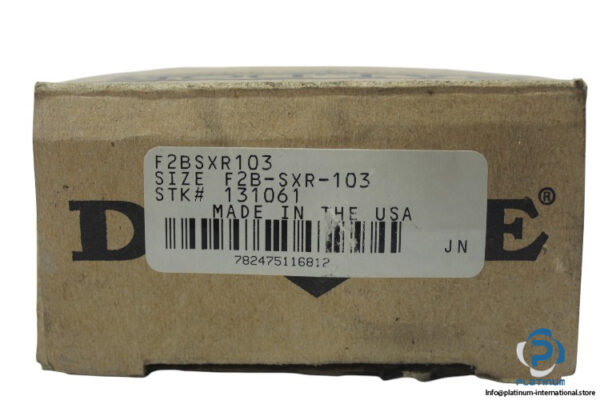 F2BSXR103
SIZE F2B-SXR-103
STK# 131061
MADE IN THE USA
JN
782475116812
D E ®
PLATINUM
info@platinum-international.store